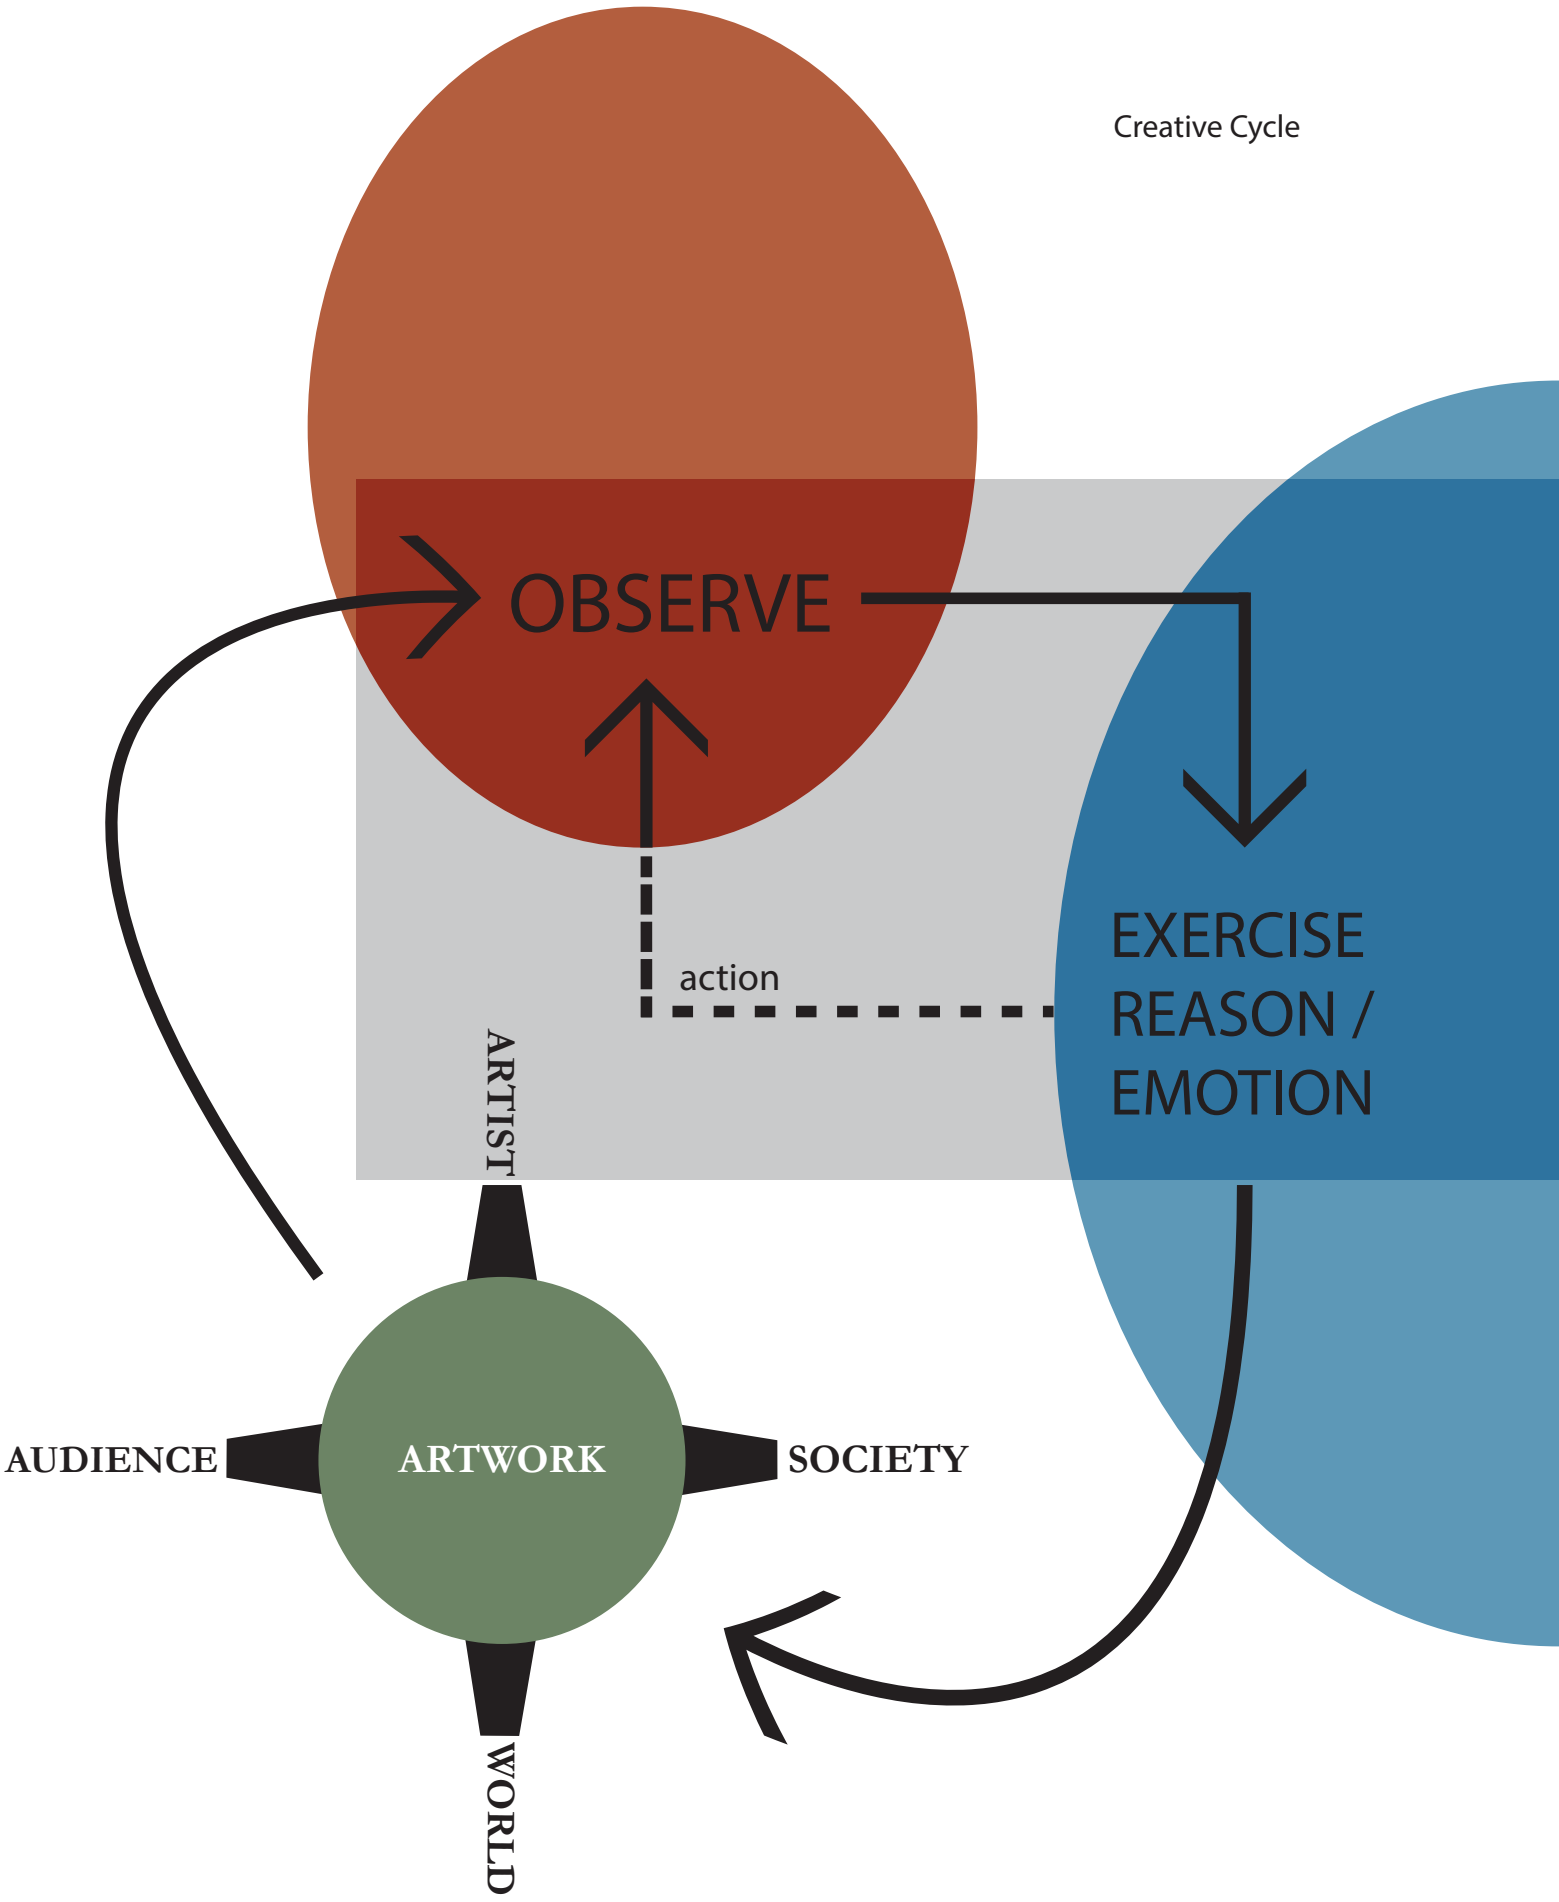 Creative Cycle
OBSERVE
EXERCISE
REASON /
EMOTION
action
ARTIST
AUDIENCE
ARTWORK
SOCIETY
WORLD